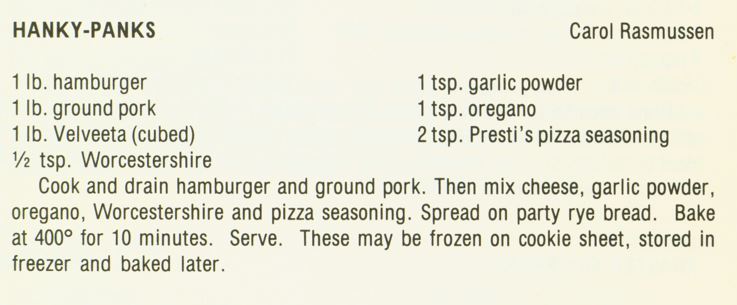 HANKY-PANKS Carol Rasmussen
1 lb. hamburger 1 tsp. garlic powder
1 lb. ground pork 1 tsp. oregano
1 lb. Velveeta (cubed) 2 tsp. Presti's pizza seasoning
½ tsp. Worcestershire
Cook and drain hamburger and ground pork. Then mix cheese, garlic powder,
oregano, Worcestershire and pizza seasoning. Spread on party rye bread. Bake
at 400° for 10 minutes. Serve. These may be frozen on cookie sheet, stored in
freezer and baked later.